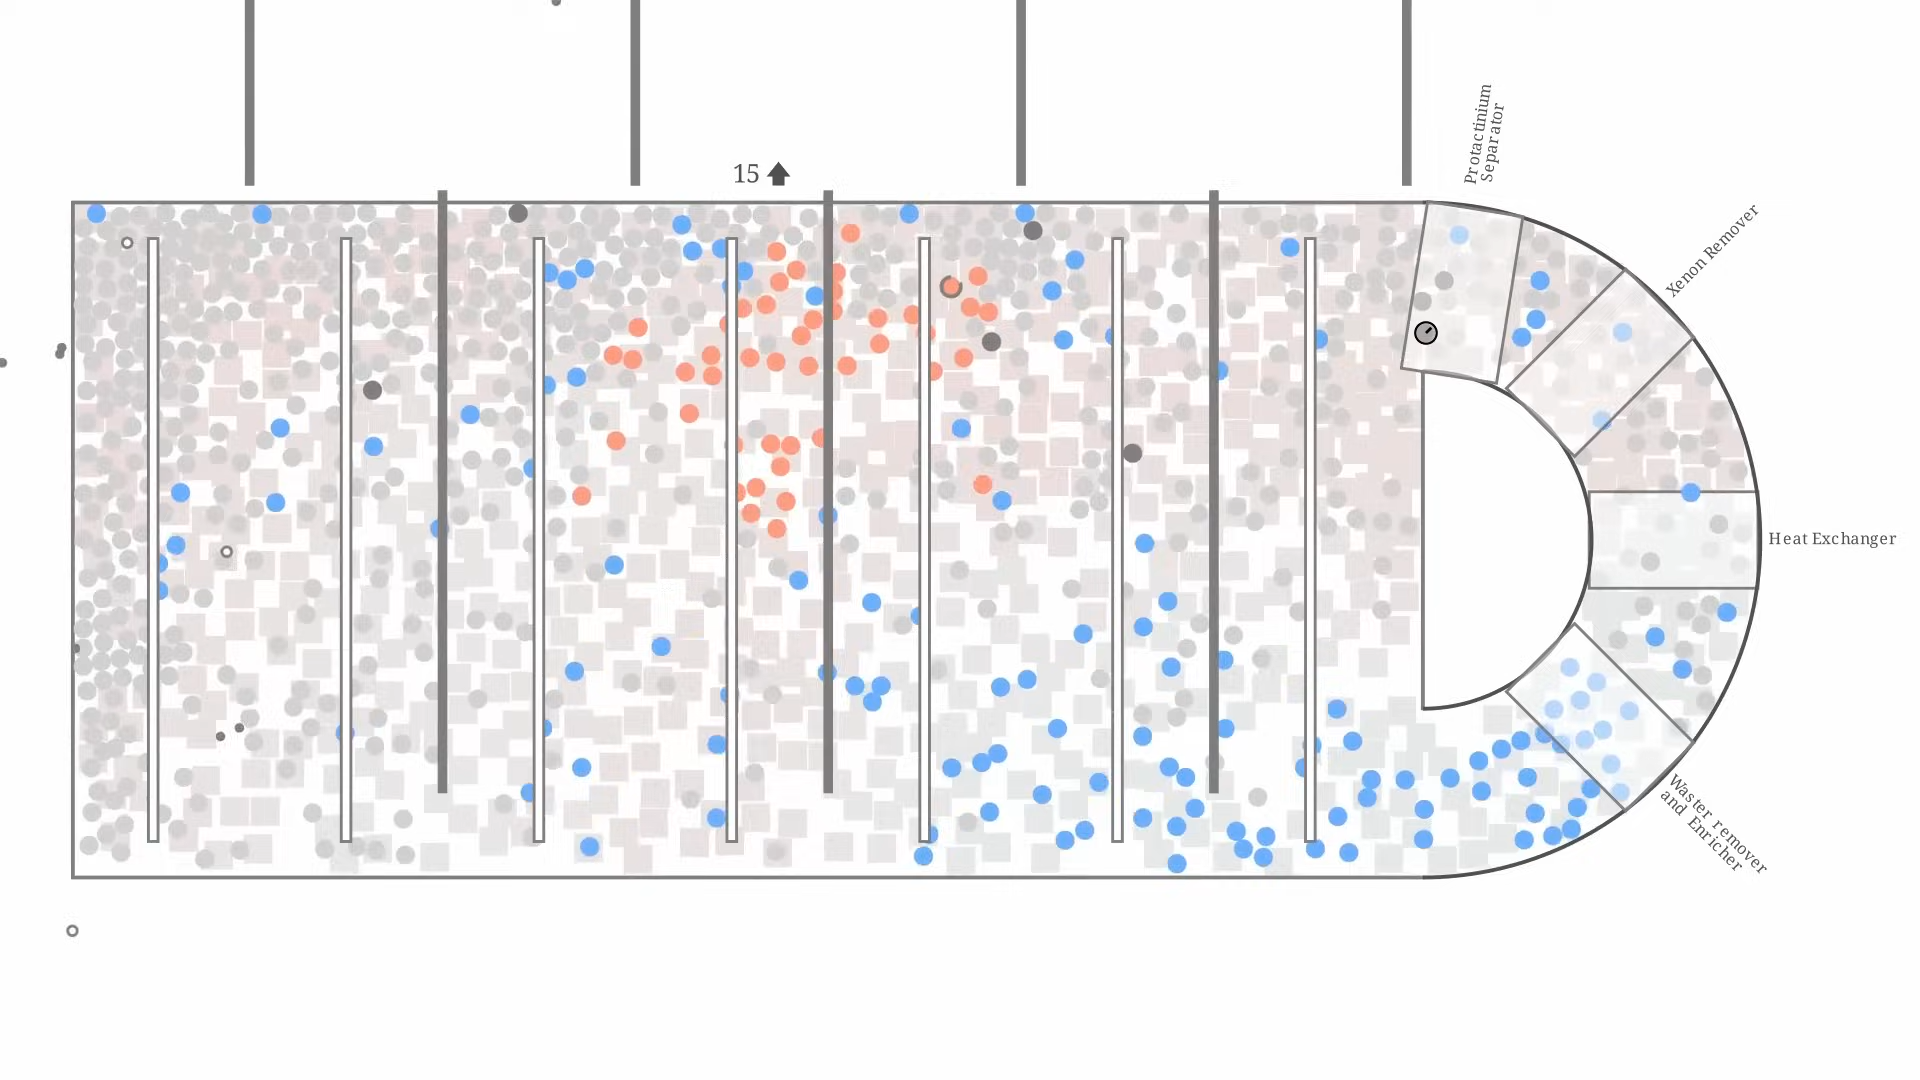 15
Protactinium
Separator
Xenon Remover
Heat Exchanger
Waster remover
and Enricher